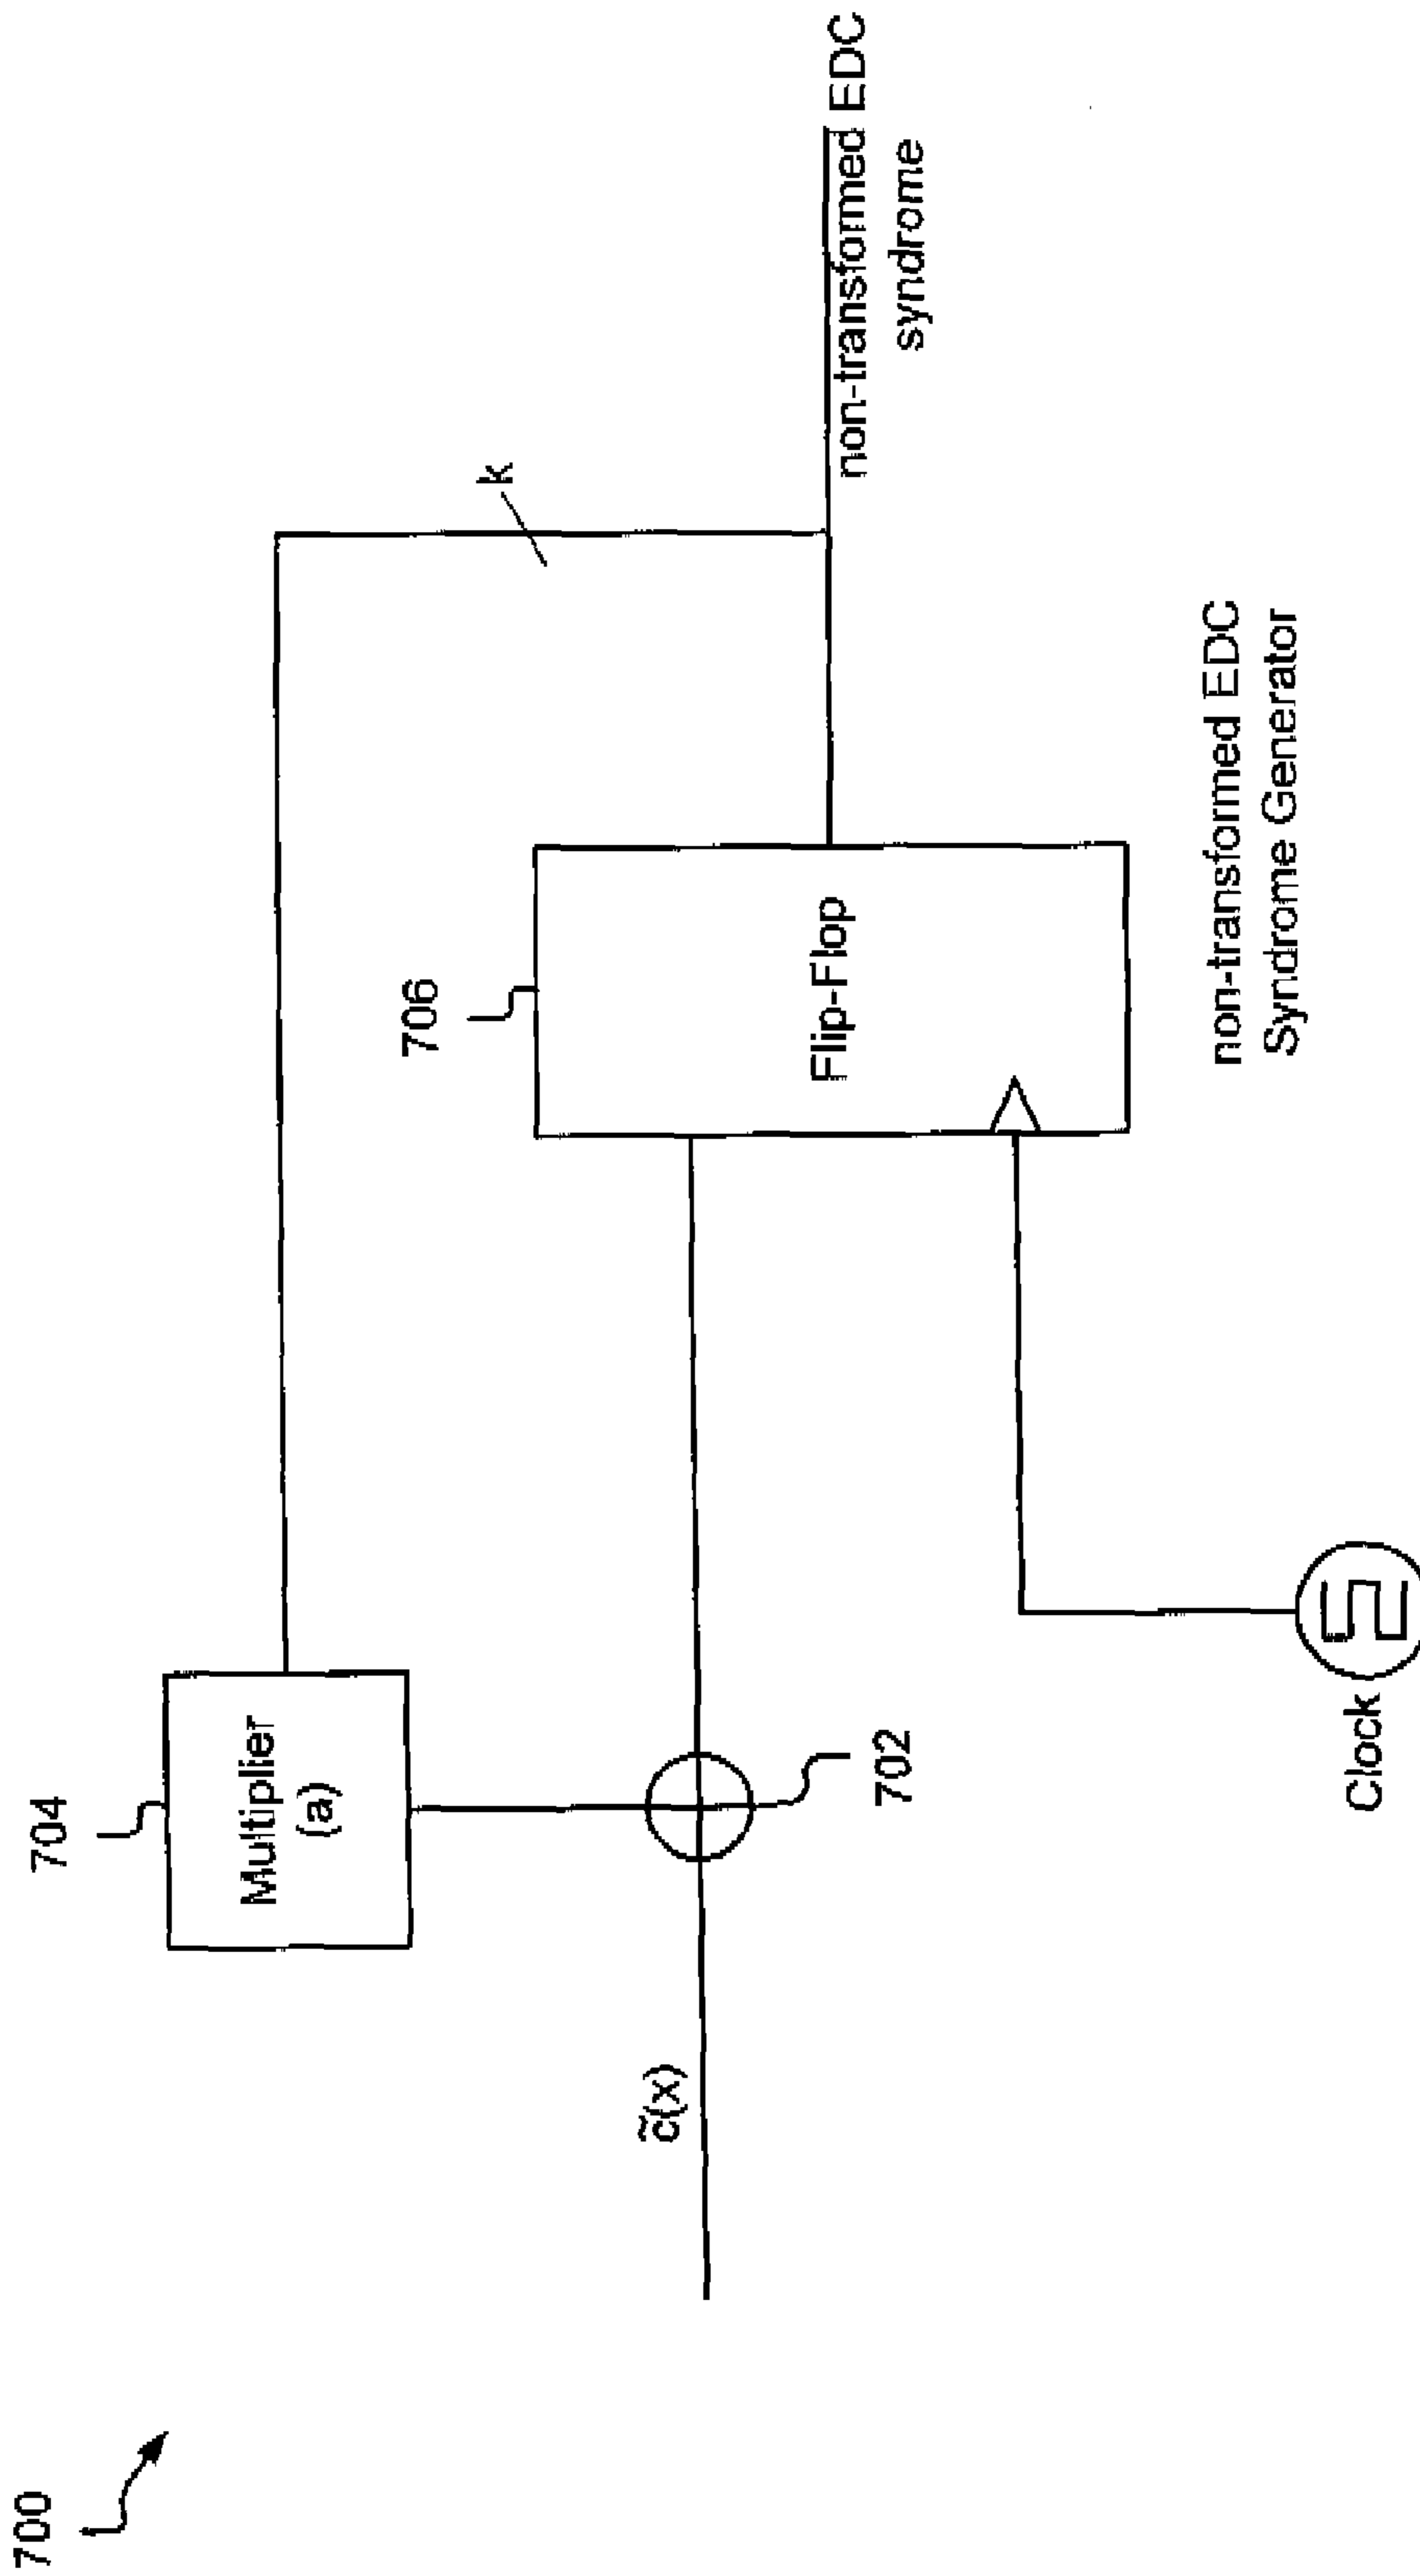 700
704
Multiplier
(a)
k
706
Flip-Flop
c̃(x)
702
non-transformed EDC
syndrome
Clock
non-transformed EDC
Syndrome Generator